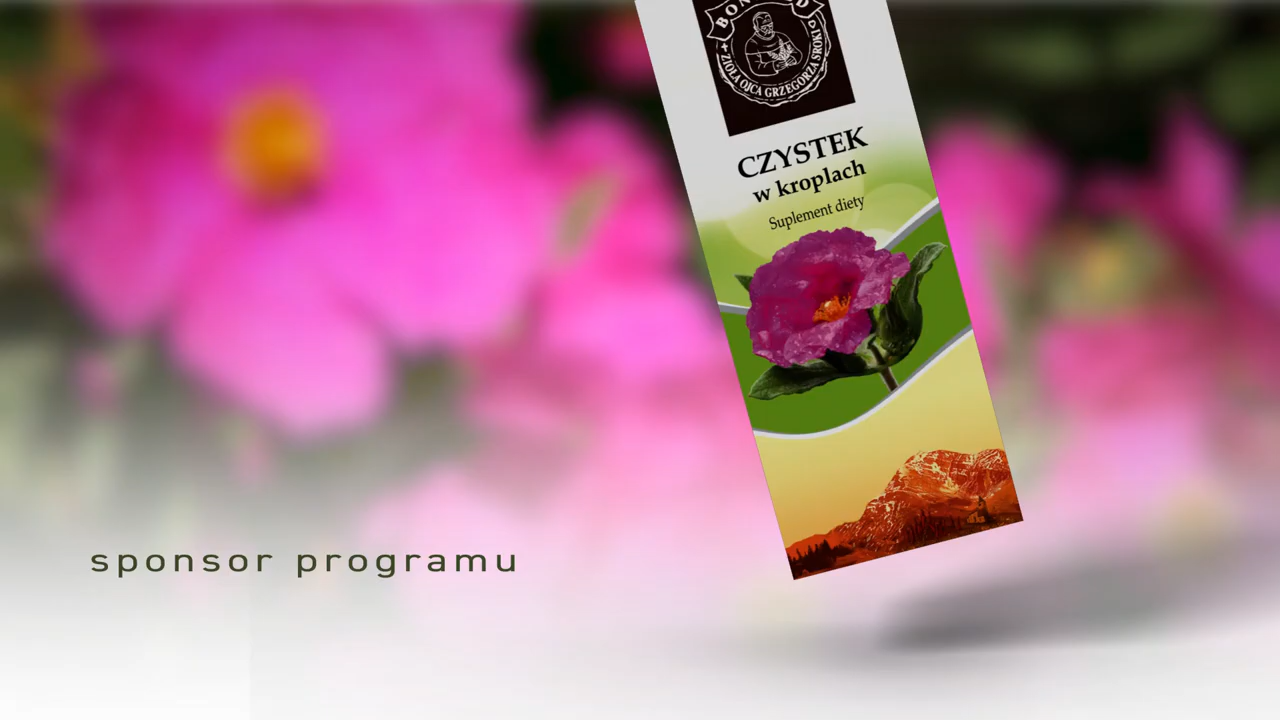 ZIOŁA OJCA GRZEGORZA SROKI
CZYSTEK
w kroplach
Suplement diety
sponsor programu